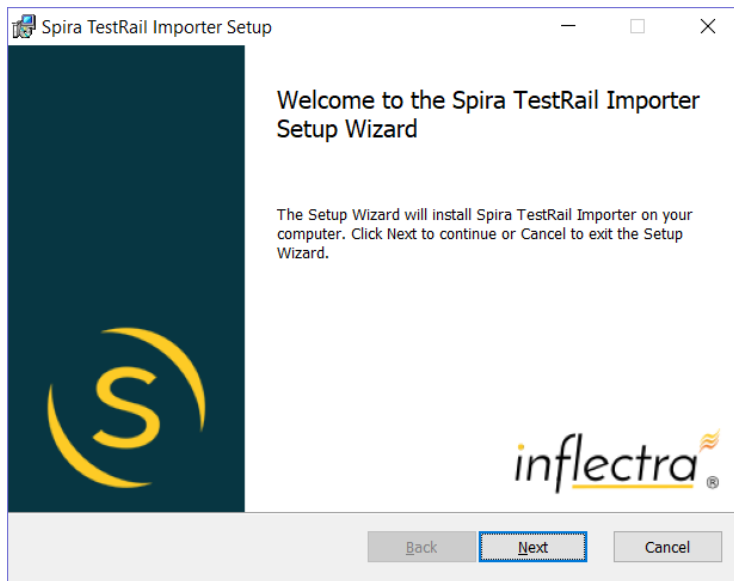 Spira TestRail Importer Setup
Welcome to the Spira TestRail Importer
Setup Wizard
The Setup Wizard will install Spira TestRail Importer on your
computer. Click Next to continue or Cancel to exit the Setup
Wizard.
S
inflectra ®
Back Next Cancel